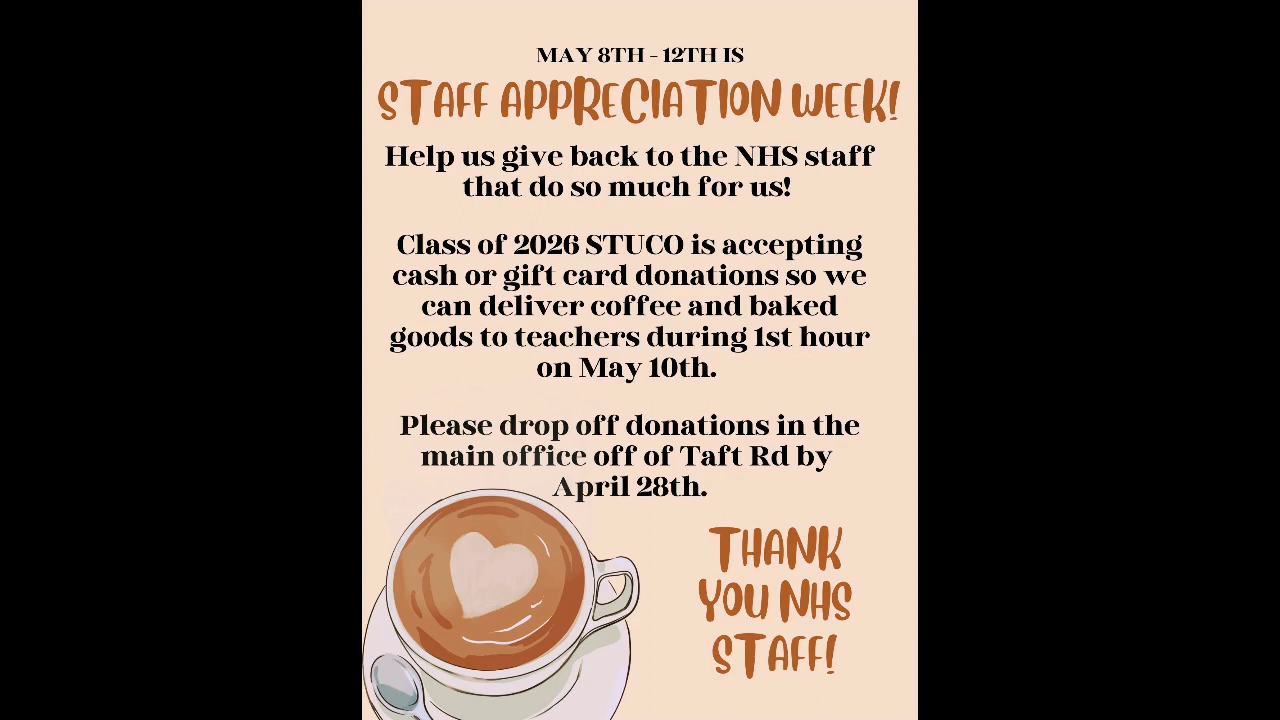 MAY 8TH - 12TH IS
STAFF APPRECIATION WEEK!
Help us give back to the NHS staff
that do so much for us!
Class of 2026 STUCO is accepting
cash or gift card donations so we
can deliver coffee and baked
goods to teachers during 1st hour
on May 10th.
Please drop off donations in the
main office off of Taft Rd by
April 28th.
THANK
YOU NHS
STAFF!